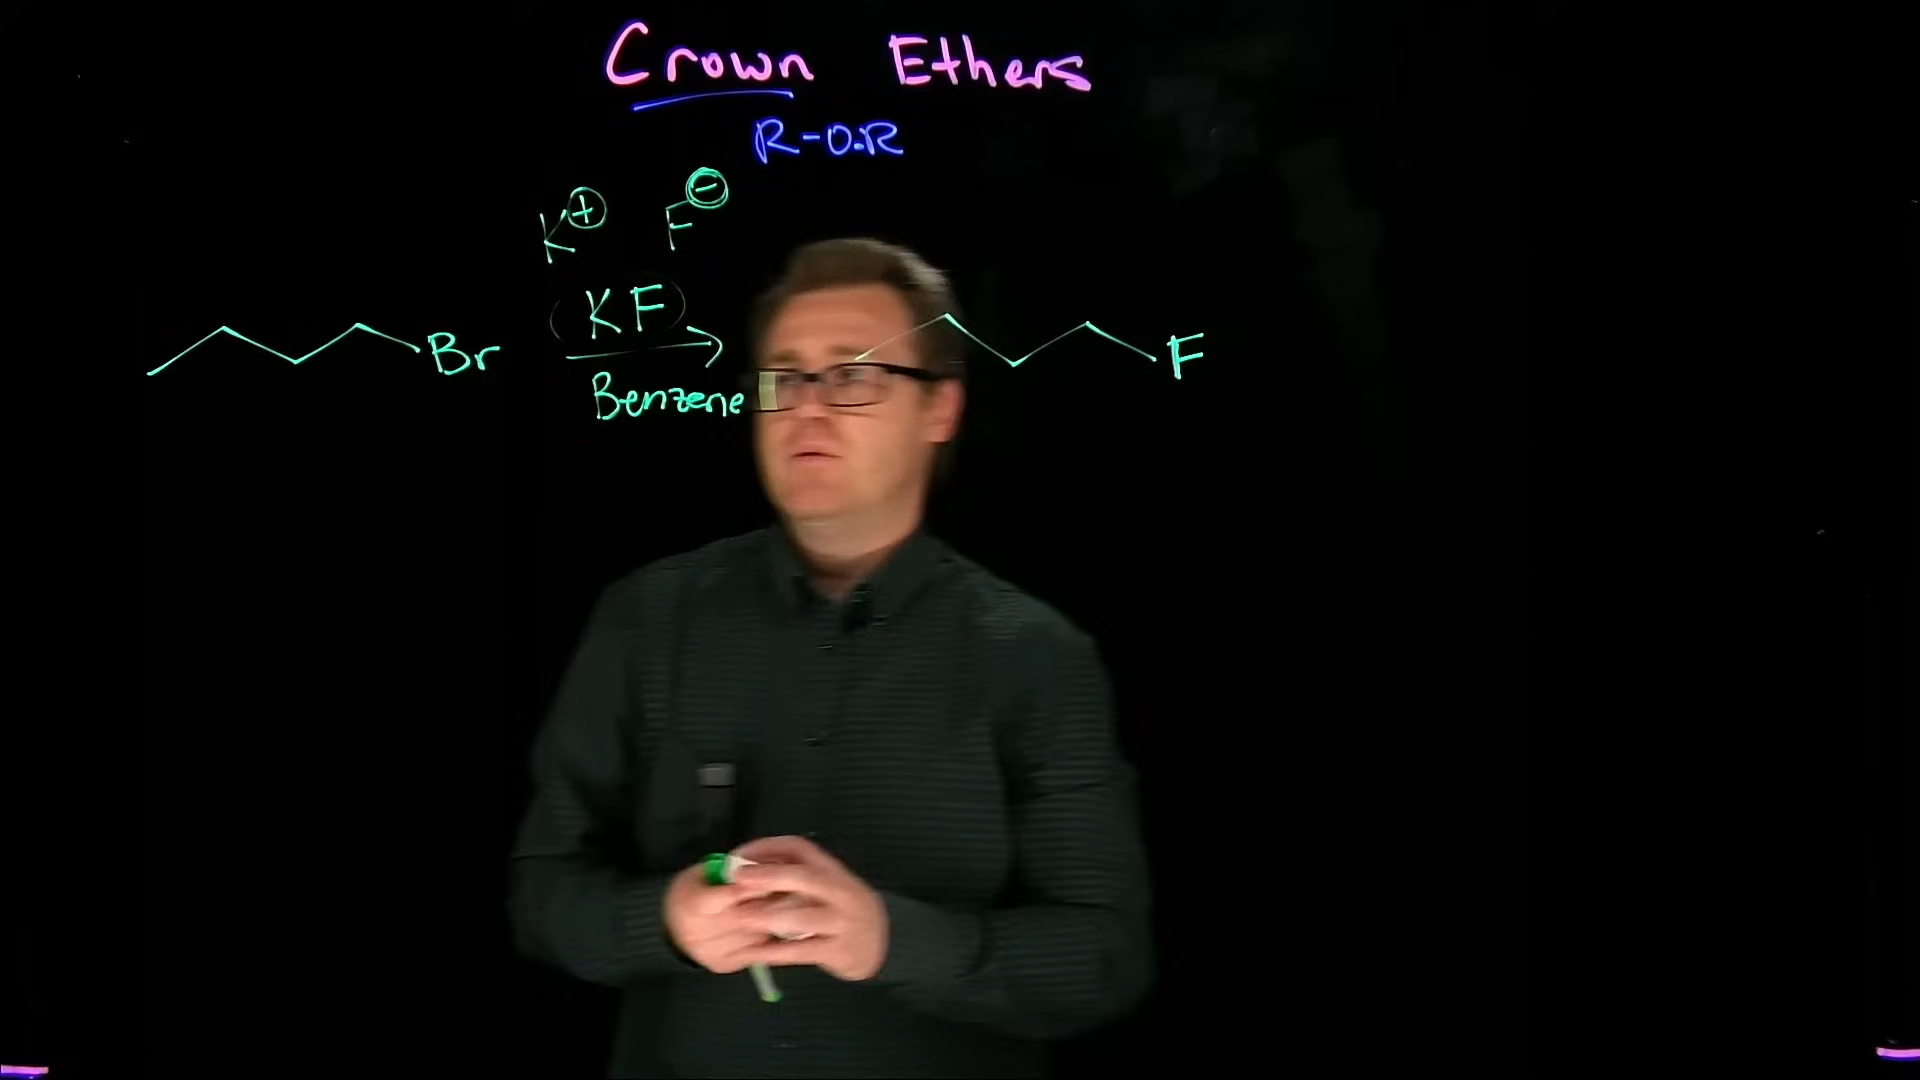 Crown Ethers
R-O-R
K⊕ F⊖
(KF)
Br
Benzene
F